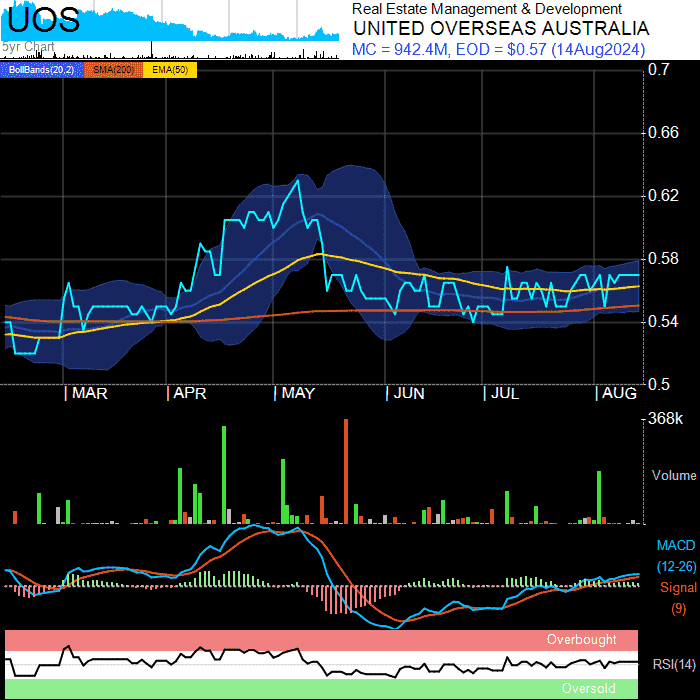 UOS
5yr Chart
Real Estate Management & Development
UNITED OVERSEAS AUSTRALIA
MC = 942.4M, EOD = $0.57 (14Aug2024)
BollBands(20,2) SMA(200) EMA(50)
0.7
0.66
0.62
0.58
0.54
0.5
MAR APR MAY JUN JUL AUG
368k
Volume
MACD
(12-26)
Signal
(9)
Overbought
RSI(14)
Oversold